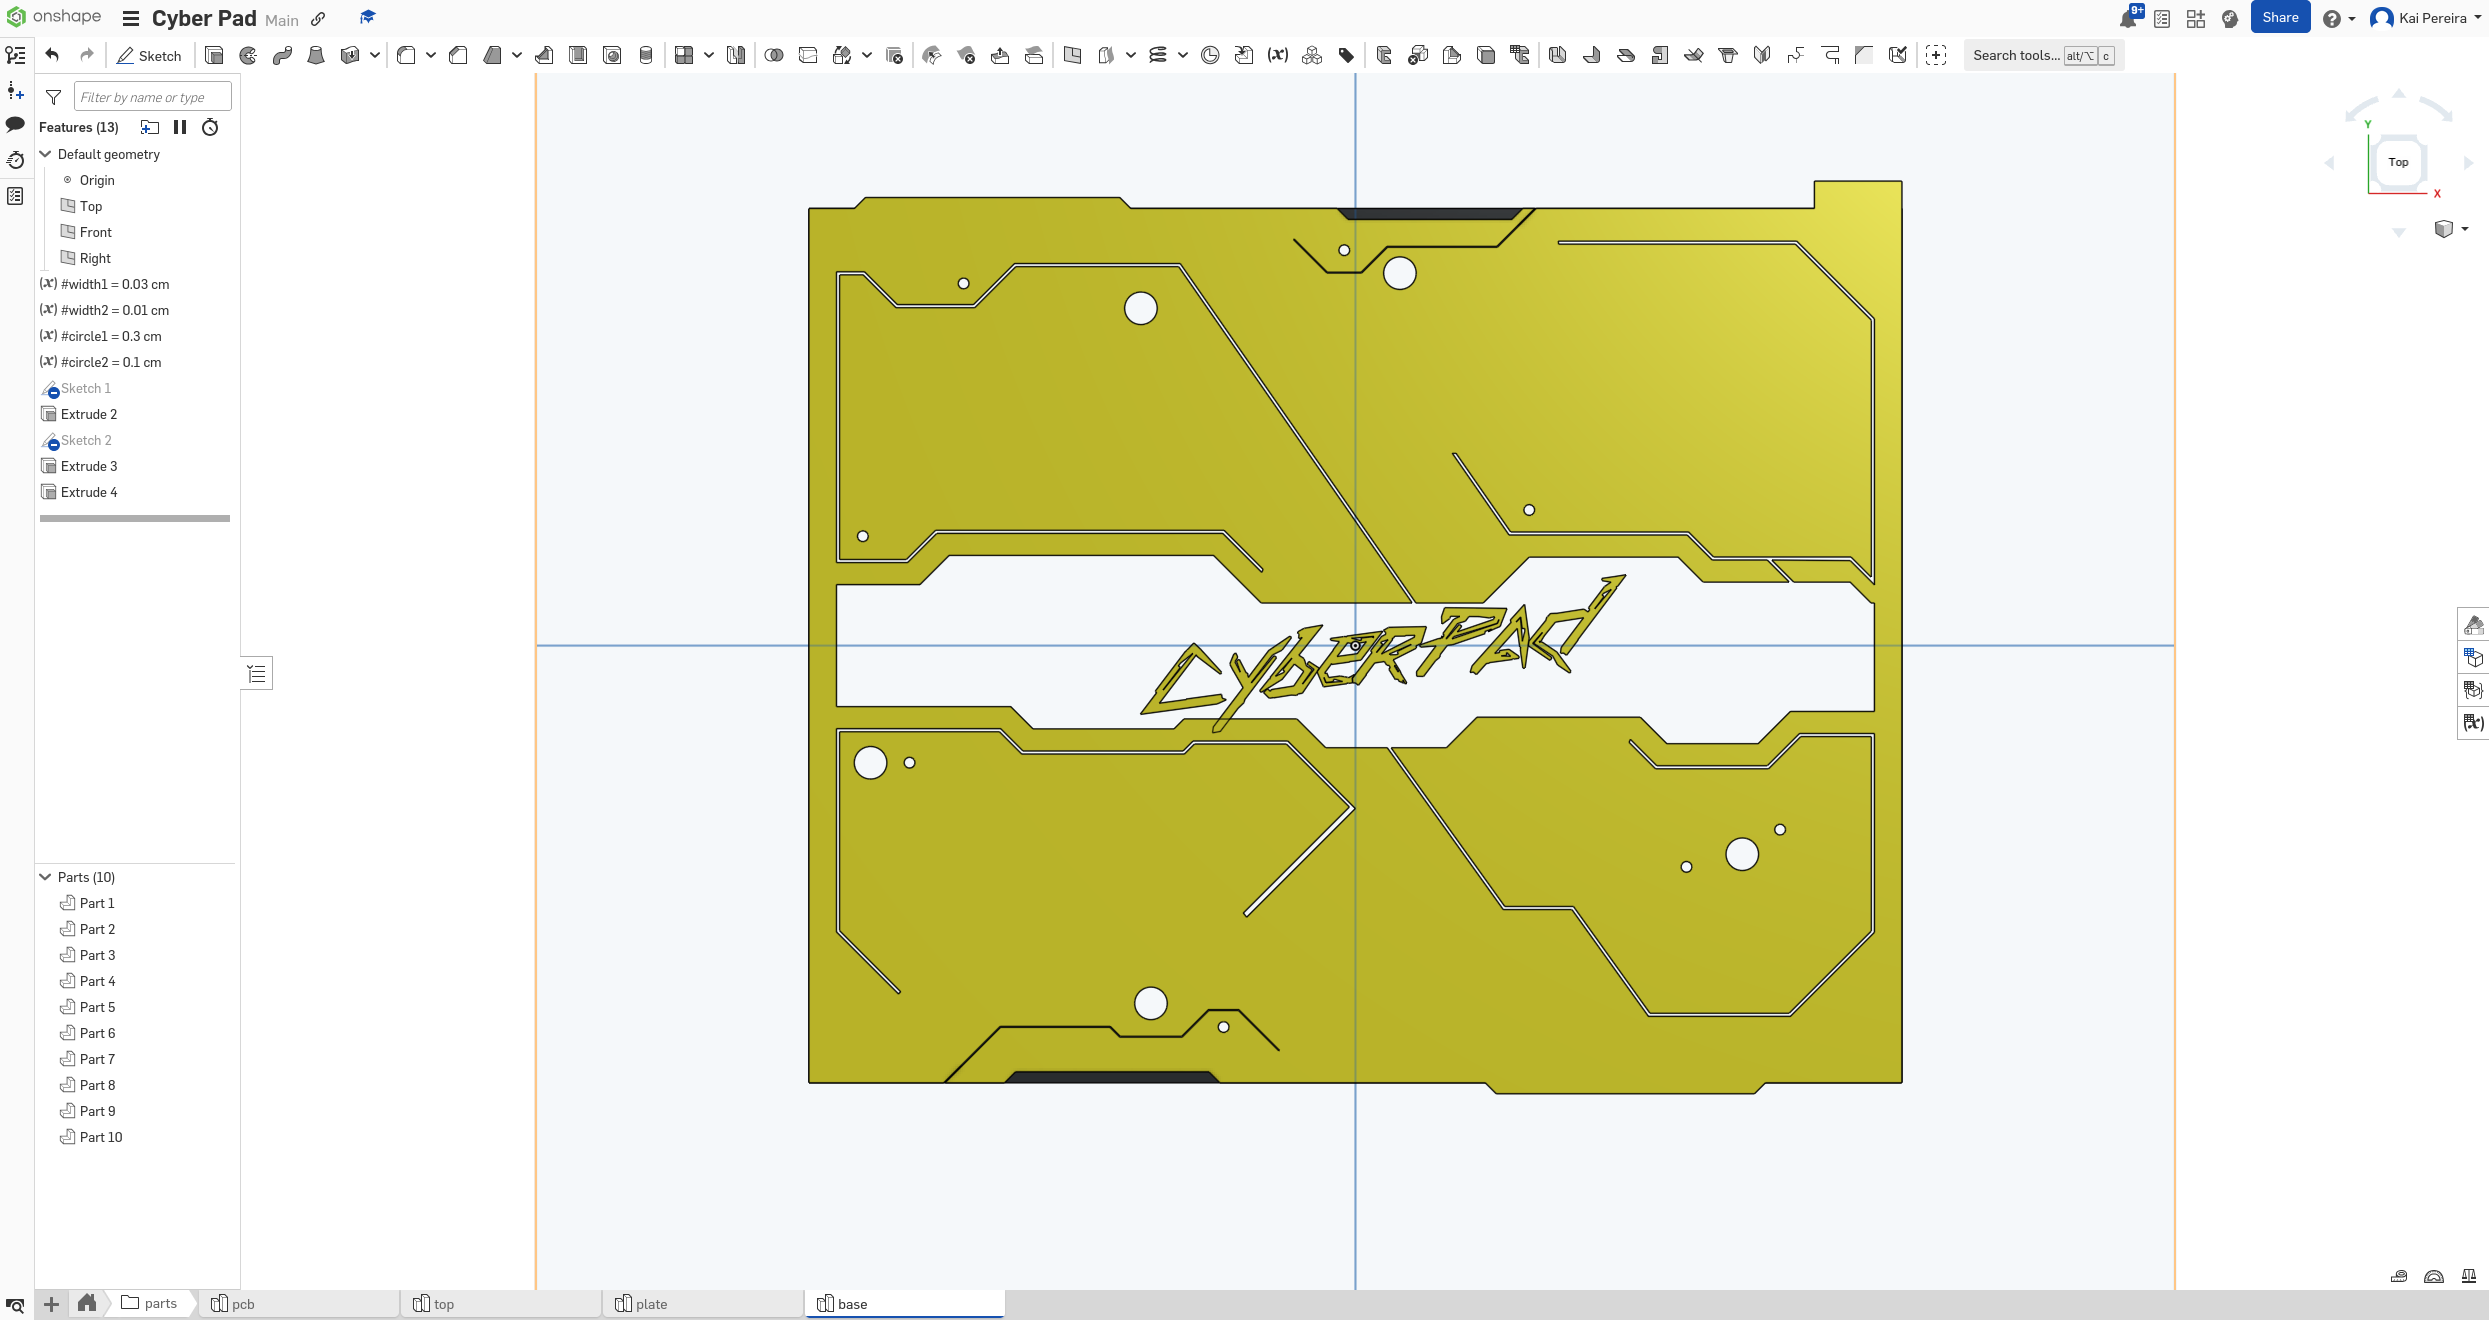 onshape
Cyber Pad Main
9+
Share
Kai Pereira
Sketch
(x)
Search tools... alt/⌥ c
Filter by name or type
Features (13)
Default geometry
Origin
Top
Front
Right
(x) #width1 = 0.03 cm
(x) #width2 = 0.01 cm
(x) #circle1 = 0.3 cm
(x) #circle2 = 0.1 cm
Sketch 1
Extrude 2
Sketch 2
Extrude 3
Extrude 4
Y
Top
X
CybERPAd
(x)
Parts (10)
Part 1
Part 2
Part 3
Part 4
Part 5
Part 6
Part 7
Part 8
Part 9
Part 10
parts
pcb
top
plate
base